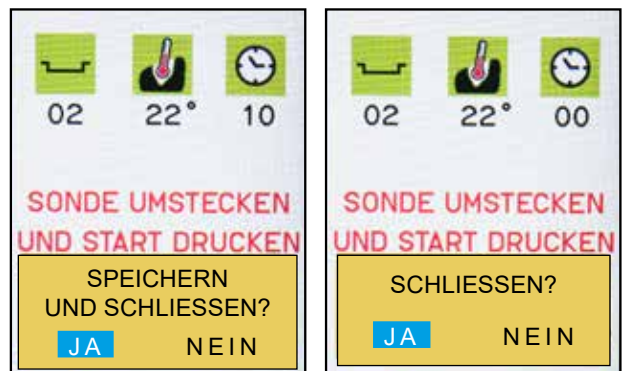 02 22° 10
SONDE UMSTECKEN
UND START DRUCKEN
SPEICHERN
UND SCHLIESSEN?
JA NEIN
02 22° 00
SONDE UMSTECKEN
UND START DRUCKEN
SCHLIESSEN?
JA NEIN